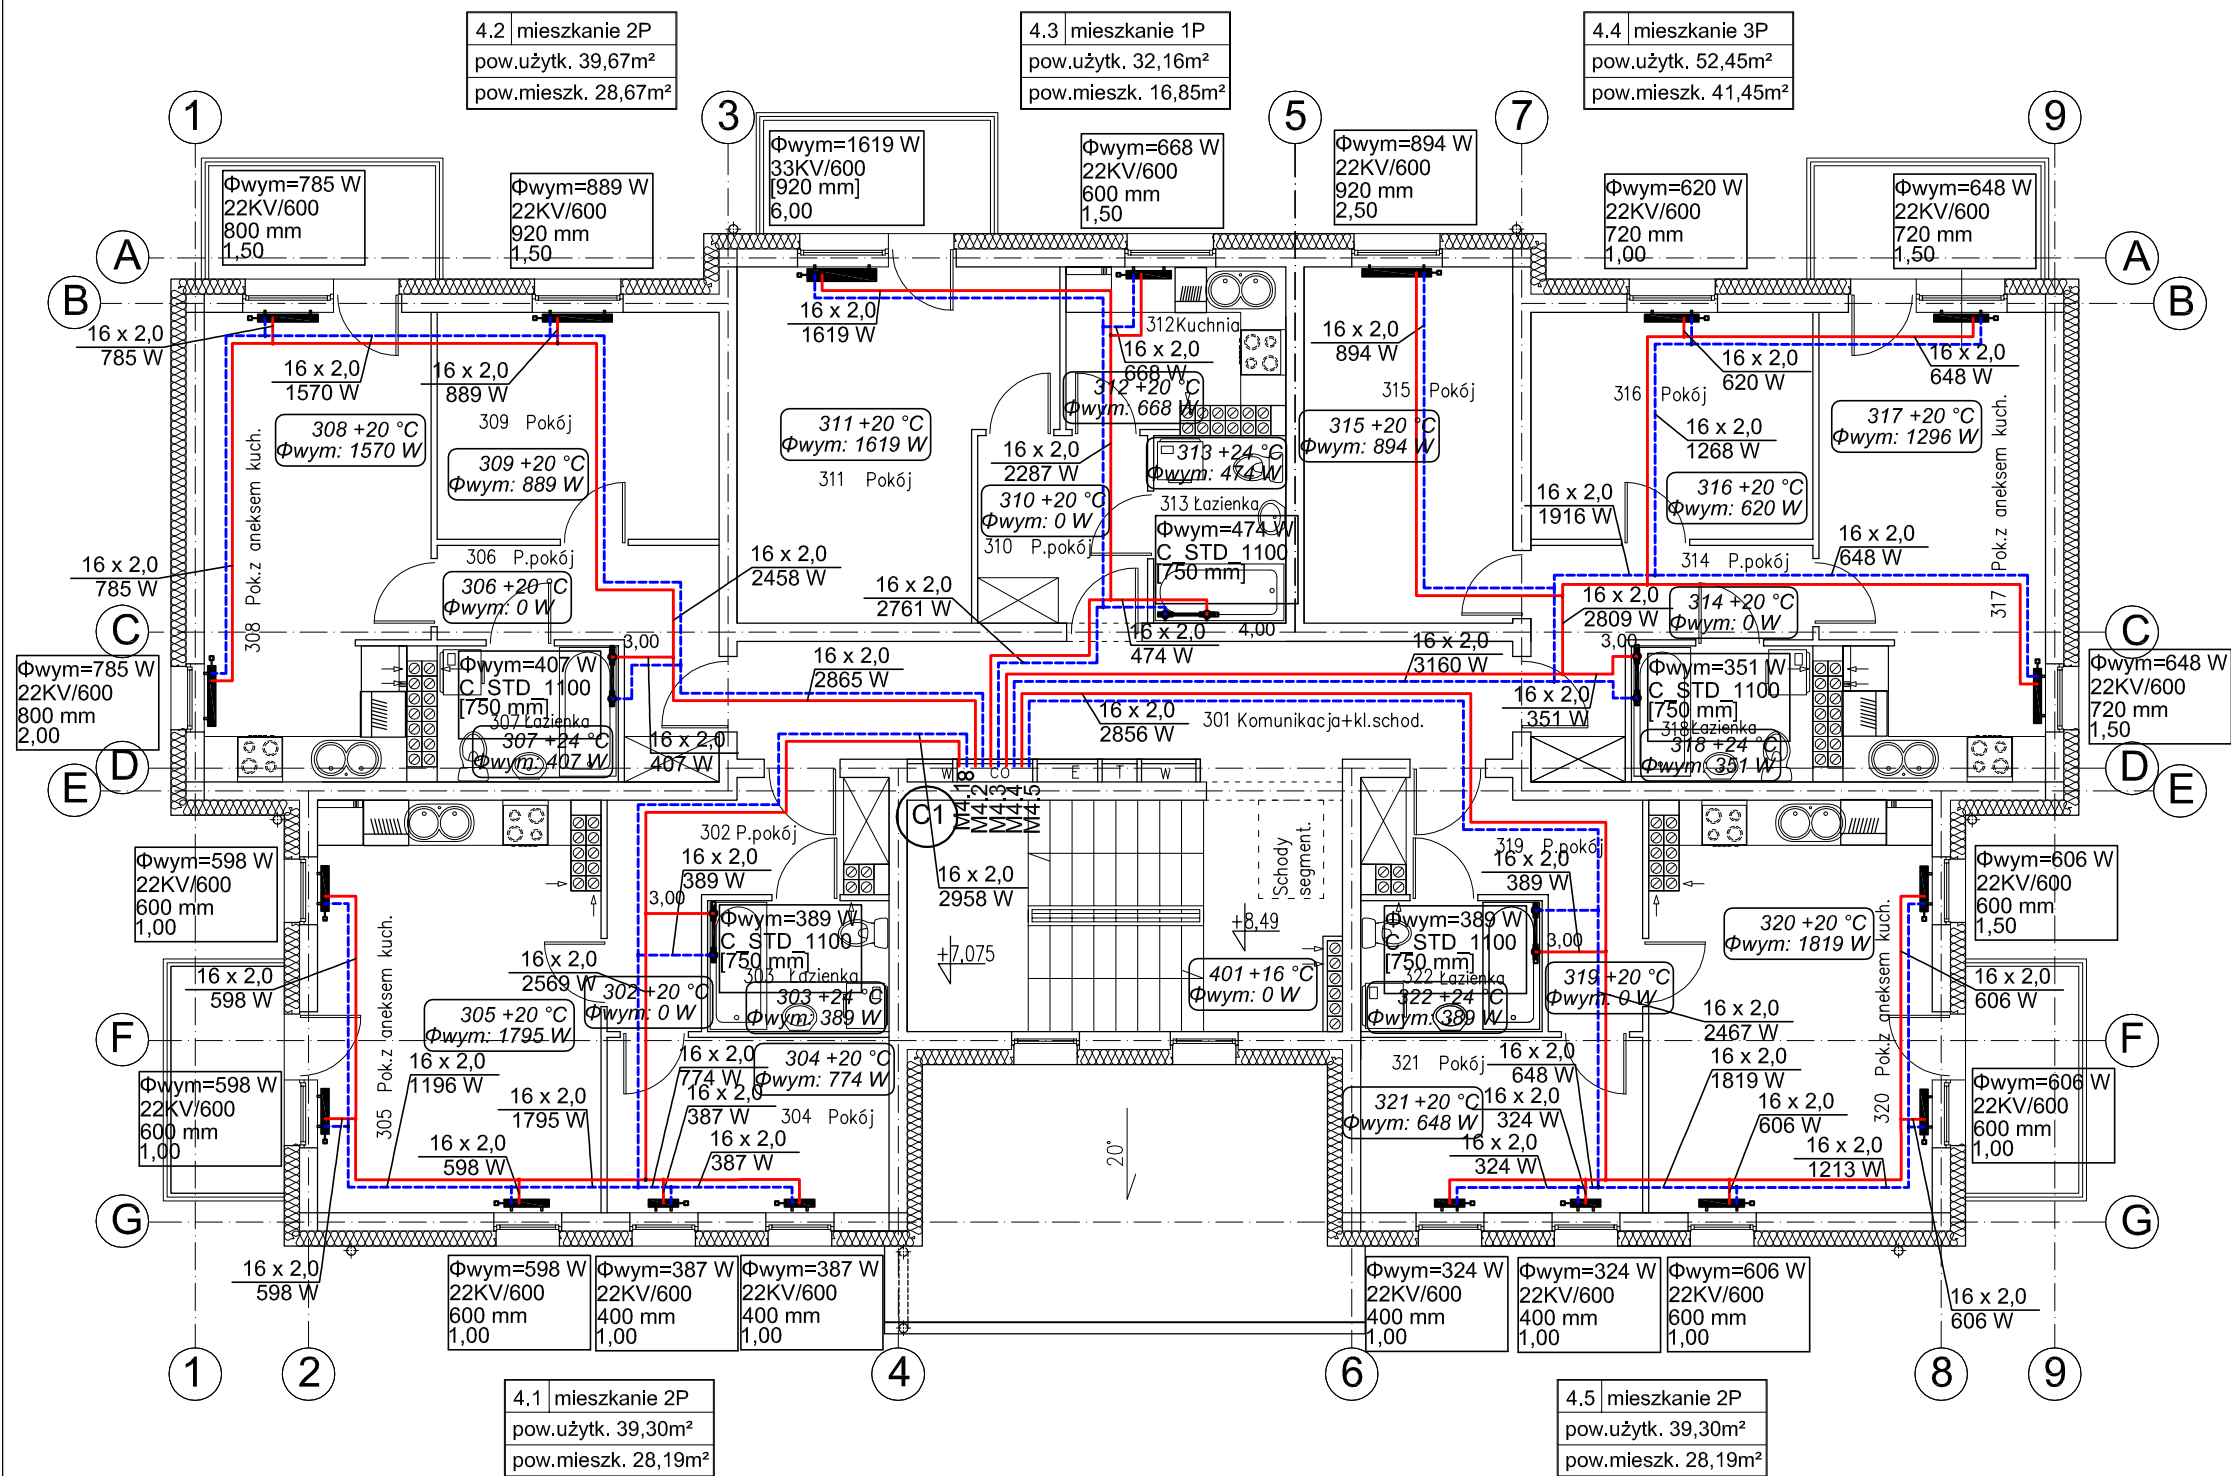 4.2 mieszkanie 2P
pow.użytk. 39,67m²
pow.mieszk. 28,67m²
4.3 mieszkanie 1P
pow.użytk. 32,16m²
pow.mieszk. 16,85m²
4.4 mieszkanie 3P
pow.użytk. 52,45m²
pow.mieszk. 41,45m²
1
3
5
7
9
Φwym=785 W
22KV/600
800 mm
1,50
Φwym=889 W
22KV/600
920 mm
1,50
Φwym=1619 W
33KV/600
[920 mm]
6,00
Φwym=668 W
22KV/600
600 mm
1,50
Φwym=894 W
22KV/600
920 mm
2,50
Φwym=620 W
22KV/600
720 mm
1,00
Φwym=648 W
22KV/600
720 mm
1,50
A
A
B
B
16 x 2,0
785 W
16 x 2,0
1570 W
16 x 2,0
889 W
16 x 2,0
1619 W
312 Kuchnia
16 x 2,0
668 W
16 x 2,0
894 W
16 x 2,0
620 W
16 x 2,0
648 W
309 Pokój
315 Pokój
316 Pokój
308 +20 °C
Φwym: 1570 W
309 +20 °C
Φwym: 889 W
311 +20 °C
Φwym: 1619 W
311 Pokój
312 +20 °C
Φwym: 668 W
16 x 2,0
2287 W
313 +24 °C
Φwym: 474 W
315 +20 °C
Φwym: 894 W
16 x 2,0
1268 W
317 +20 °C
Φwym: 1296 W
308 Pok.z aneksem kuch.
317 Pok.z aneksem kuch.
310 +20 °C
Φwym: 0 W
310 P.pokój
313 Łazienka
Φwym=474 W
C_STD_1100
[750 mm]
4,00
316 +20 °C
Φwym: 620 W
16 x 2,0
1916 W
16 x 2,0
648 W
314 P.pokój
306 P.pokój
306 +20 °C
Φwym: 0 W
16 x 2,0
785 W
16 x 2,0
2458 W
16 x 2,0
2761 W
16 x 2,0
474 W
16 x 2,0
2809 W
314 +20 °C
Φwym: 0 W
C
C
3,00
3,00
Φwym=785 W
22KV/600
800 mm
2,00
Φwym=407 W
C_STD_1100
[750 mm]
307 Łazienka
307 +24 °C
Φwym: 407 W
16 x 2,0
407 W
16 x 2,0
2865 W
16 x 2,0
2856 W
301 Komunikacja+kl.schod.
16 x 2,0
3160 W
16 x 2,0
351 W
Φwym=351 W
C_STD_1100
[750 mm]
318 Łazienka
318 +24 °C
Φwym: 351 W
Φwym=648 W
22KV/600
720 mm
1,50
D
D
E
E
W
CO
E
T
W
M4.1
M4.2
M4.3
M4.4
M4.5
8
C1
302 P.pokój
16 x 2,0
389 W
16 x 2,0
2958 W
Schody
segment.
319 P.pokój
16 x 2,0
389 W
Φwym=598 W
22KV/600
600 mm
1,00
3,00
Φwym=389 W
C_STD_1100
[750 mm]
303 Łazienka
303 +24 °C
Φwym: 389 W
+7,075
+8,49
401 +16 °C
Φwym: 0 W
Φwym=389 W
C_STD_1100
[750 mm]
3,00
322 Łazienka
322 +24 °C
Φwym: 389 W
319 +20 °C
Φwym: 0 W
320 +20 °C
Φwym: 1819 W
320 Pok.z aneksem kuch.
Φwym=606 W
22KV/600
600 mm
1,50
16 x 2,0
598 W
16 x 2,0
2569 W
302 +20 °C
Φwym: 0 W
305 +20 °C
Φwym: 1795 W
305 Pok.z aneksem kuch.
16 x 2,0
606 W
16 x 2,0
2467 W
F
F
16 x 2,0
1196 W
16 x 2,0
774 W
304 +20 °C
Φwym: 774 W
321 Pokój
16 x 2,0
648 W
16 x 2,0
1819 W
Φwym=598 W
22KV/600
600 mm
1,00
16 x 2,0
1795 W
16 x 2,0
387 W
304 Pokój
321 +20 °C
Φwym: 648 W
16 x 2,0
324 W
16 x 2,0
606 W
Φwym=606 W
22KV/600
600 mm
1,00
16 x 2,0
598 W
16 x 2,0
387 W
20°
16 x 2,0
324 W
16 x 2,0
1213 W
G
G
16 x 2,0
598 W
Φwym=598 W
22KV/600
600 mm
1,00
Φwym=387 W
22KV/600
400 mm
1,00
Φwym=387 W
22KV/600
400 mm
1,00
Φwym=324 W
22KV/600
400 mm
1,00
Φwym=324 W
22KV/600
400 mm
1,00
Φwym=606 W
22KV/600
600 mm
1,00
16 x 2,0
606 W
1
2
4
6
8
9
4.1 mieszkanie 2P
pow.użytk. 39,30m²
pow.mieszk. 28,19m²
4.5 mieszkanie 2P
pow.użytk. 39,30m²
pow.mieszk. 28,19m²